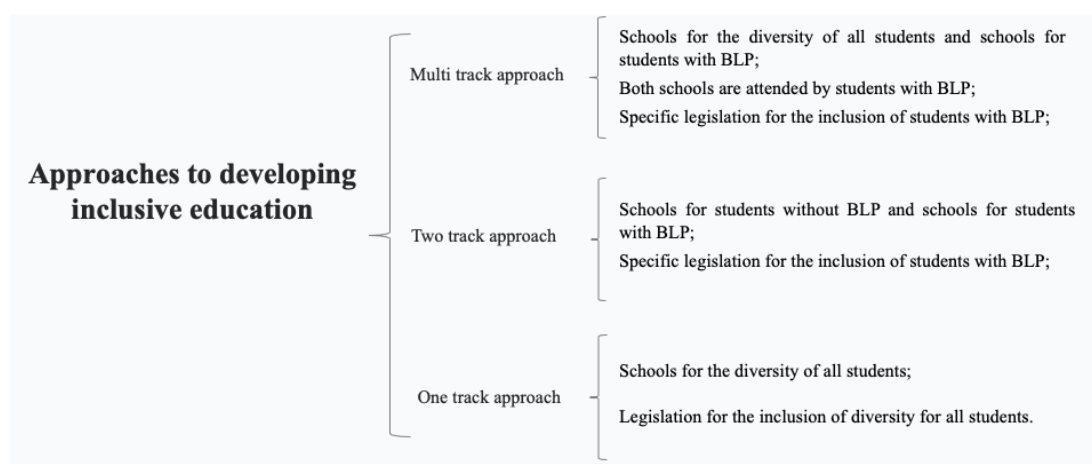 Approaches to developing
inclusive education
Multi track approach
Schools for the diversity of all students and schools for
students with BLP;
Both schools are attended by students with BLP;
Specific legislation for the inclusion of students with BLP;
Two track approach
Schools for students without BLP and schools for students
with BLP;
Specific legislation for the inclusion of students with BLP;
One track approach
Schools for the diversity of all students;
Legislation for the inclusion of diversity for all students.